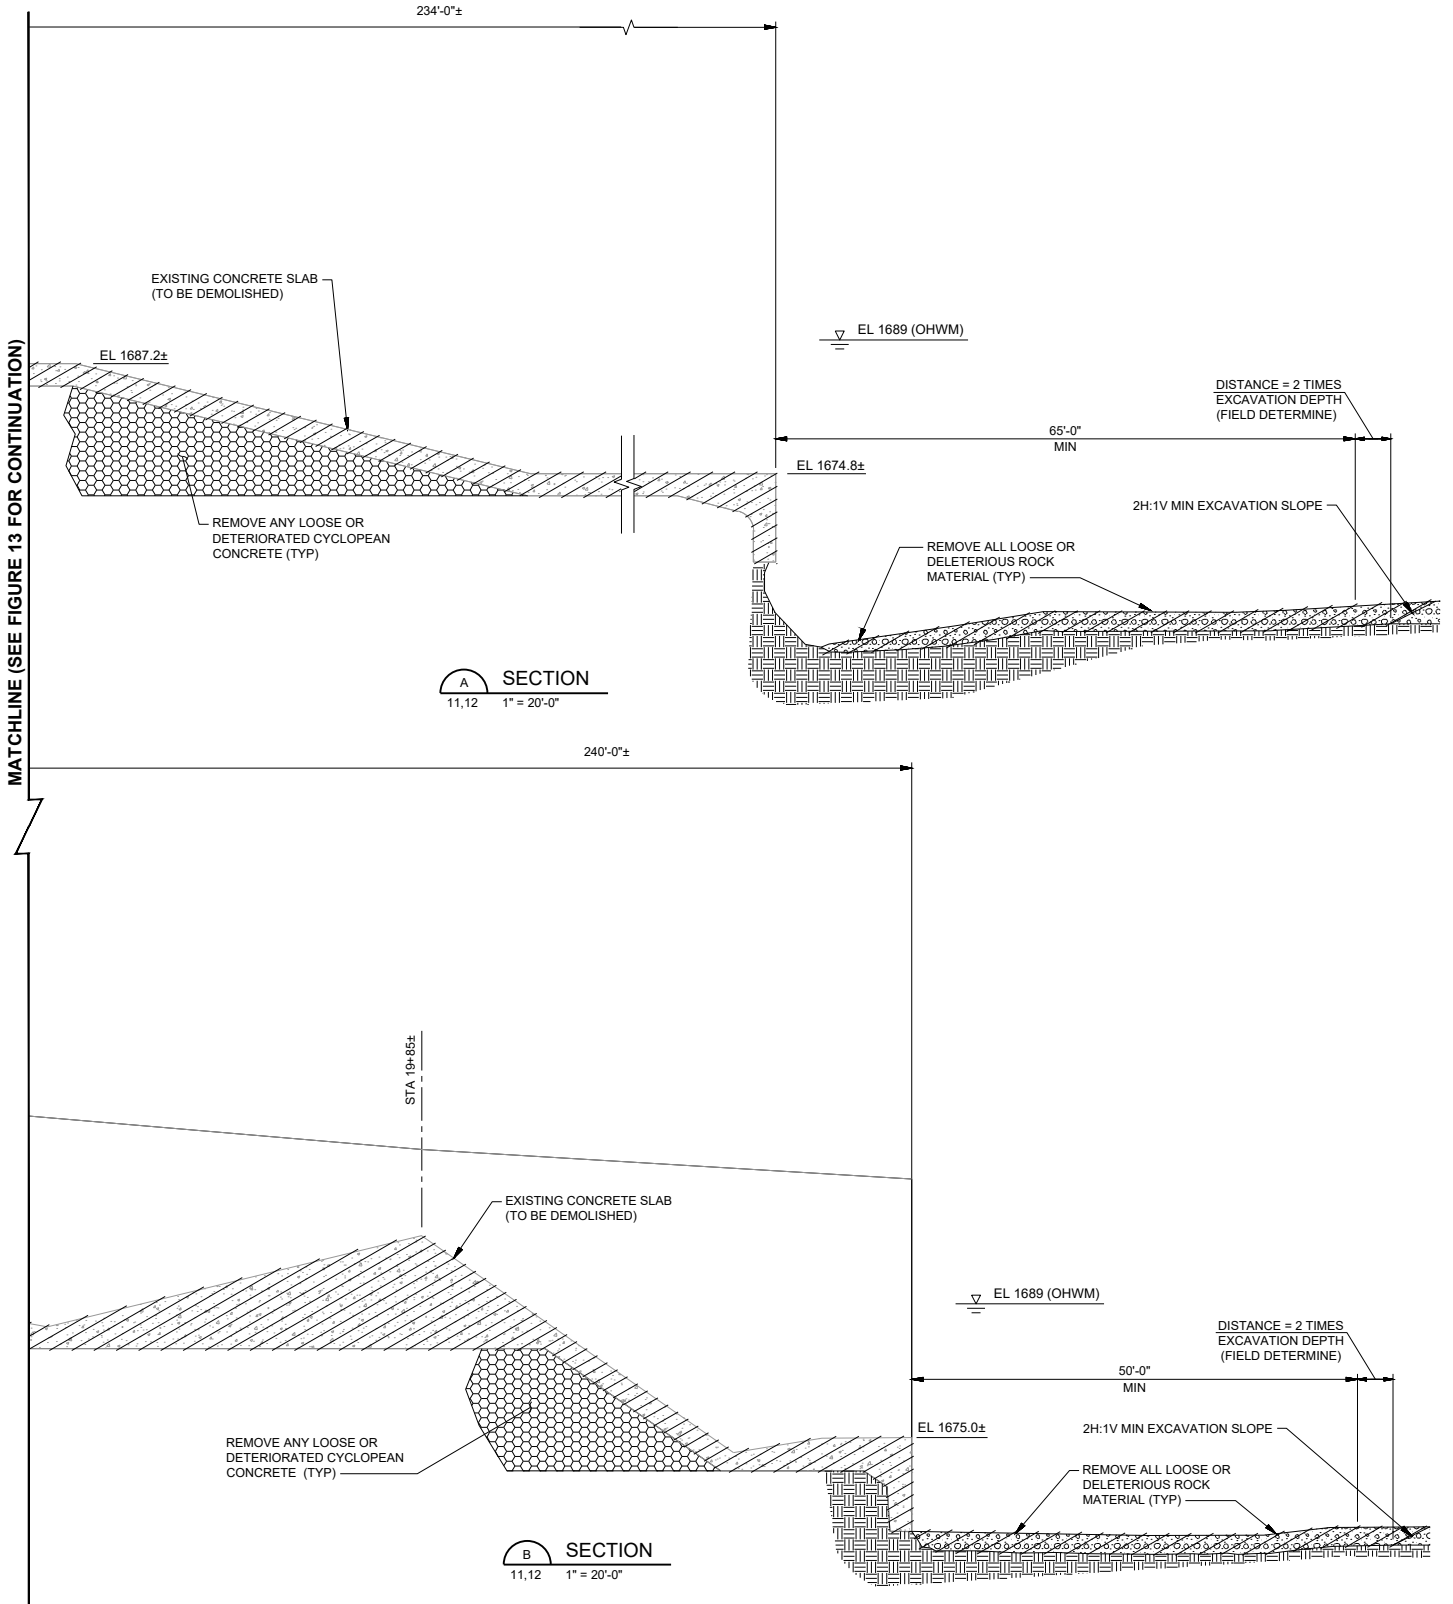 234'-0"±
EXISTING CONCRETE SLAB
(TO BE DEMOLISHED)
EL 1689 (OHWM)
EL 1687.2±
MATCHLINE (SEE FIGURE 13 FOR CONTINUATION)
DISTANCE = 2 TIMES
EXCAVATION DEPTH
(FIELD DETERMINE)
65'-0"
MIN
EL 1674.8±
2H:1V MIN EXCAVATION SLOPE
REMOVE ANY LOOSE OR
DETERIORATED CYCLOPEAN
CONCRETE (TYP)
REMOVE ALL LOOSE OR
DELETERIOUS ROCK
MATERIAL (TYP)
A SECTION
11,12 1" = 20'-0"
240'-0"±
STA 19+85±
EXISTING CONCRETE SLAB
(TO BE DEMOLISHED)
EL 1689 (OHWM)
DISTANCE = 2 TIMES
EXCAVATION DEPTH
(FIELD DETERMINE)
50'-0"
MIN
EL 1675.0±
2H:1V MIN EXCAVATION SLOPE
REMOVE ANY LOOSE OR
DETERIORATED CYCLOPEAN
CONCRETE (TYP)
REMOVE ALL LOOSE OR
DELETERIOUS ROCK
MATERIAL (TYP)
B SECTION
11,12 1" = 20'-0"